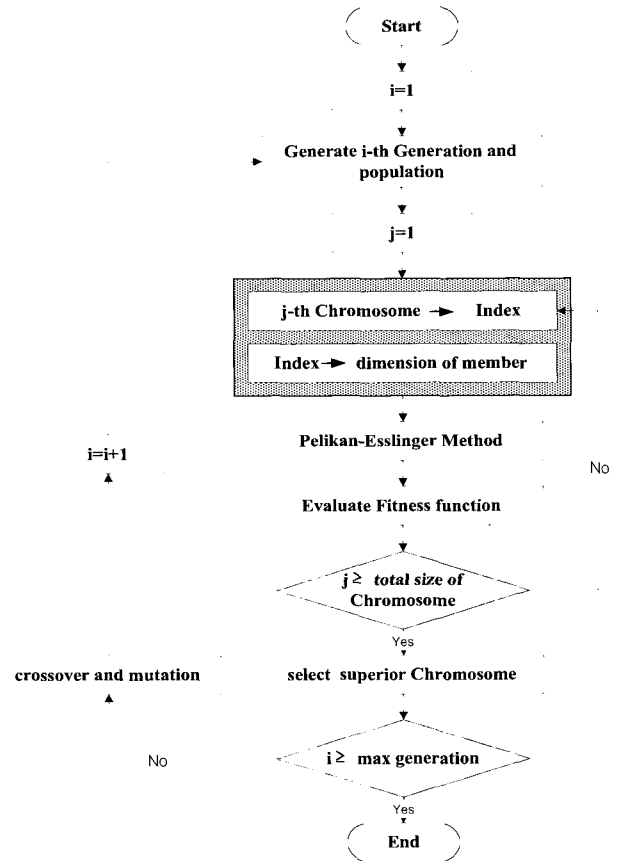 Start
i=1
Generate i-th Generation and
population
j=1
j-th Chromosome → Index
Index→ dimension of member
Pelikan-Esslinger Method
i=i+1
No
Evaluate Fitness function
j ≥ total size of
Chromosome
Yes
crossover and mutation
select superior Chromosome
No
i ≥ max generation
Yes
End